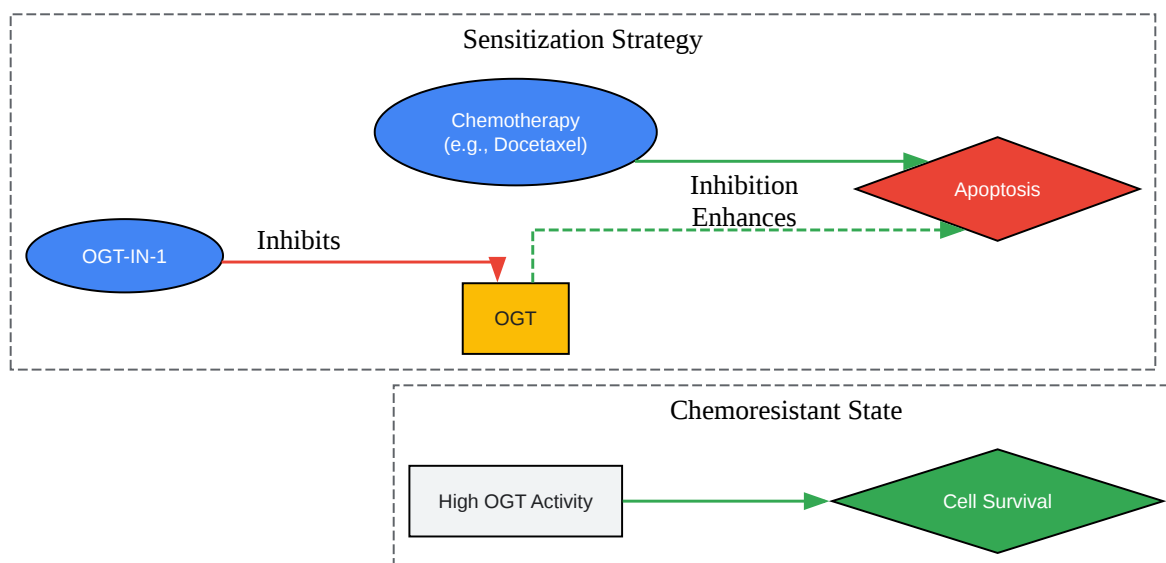 Sensitization Strategy
Chemotherapy
(e.g., Docetaxel)
Inhibition
Enhances
Apoptosis
OGT-IN-1
Inhibits
OGT
Chemoresistant State
High OGT Activity
Cell Survival